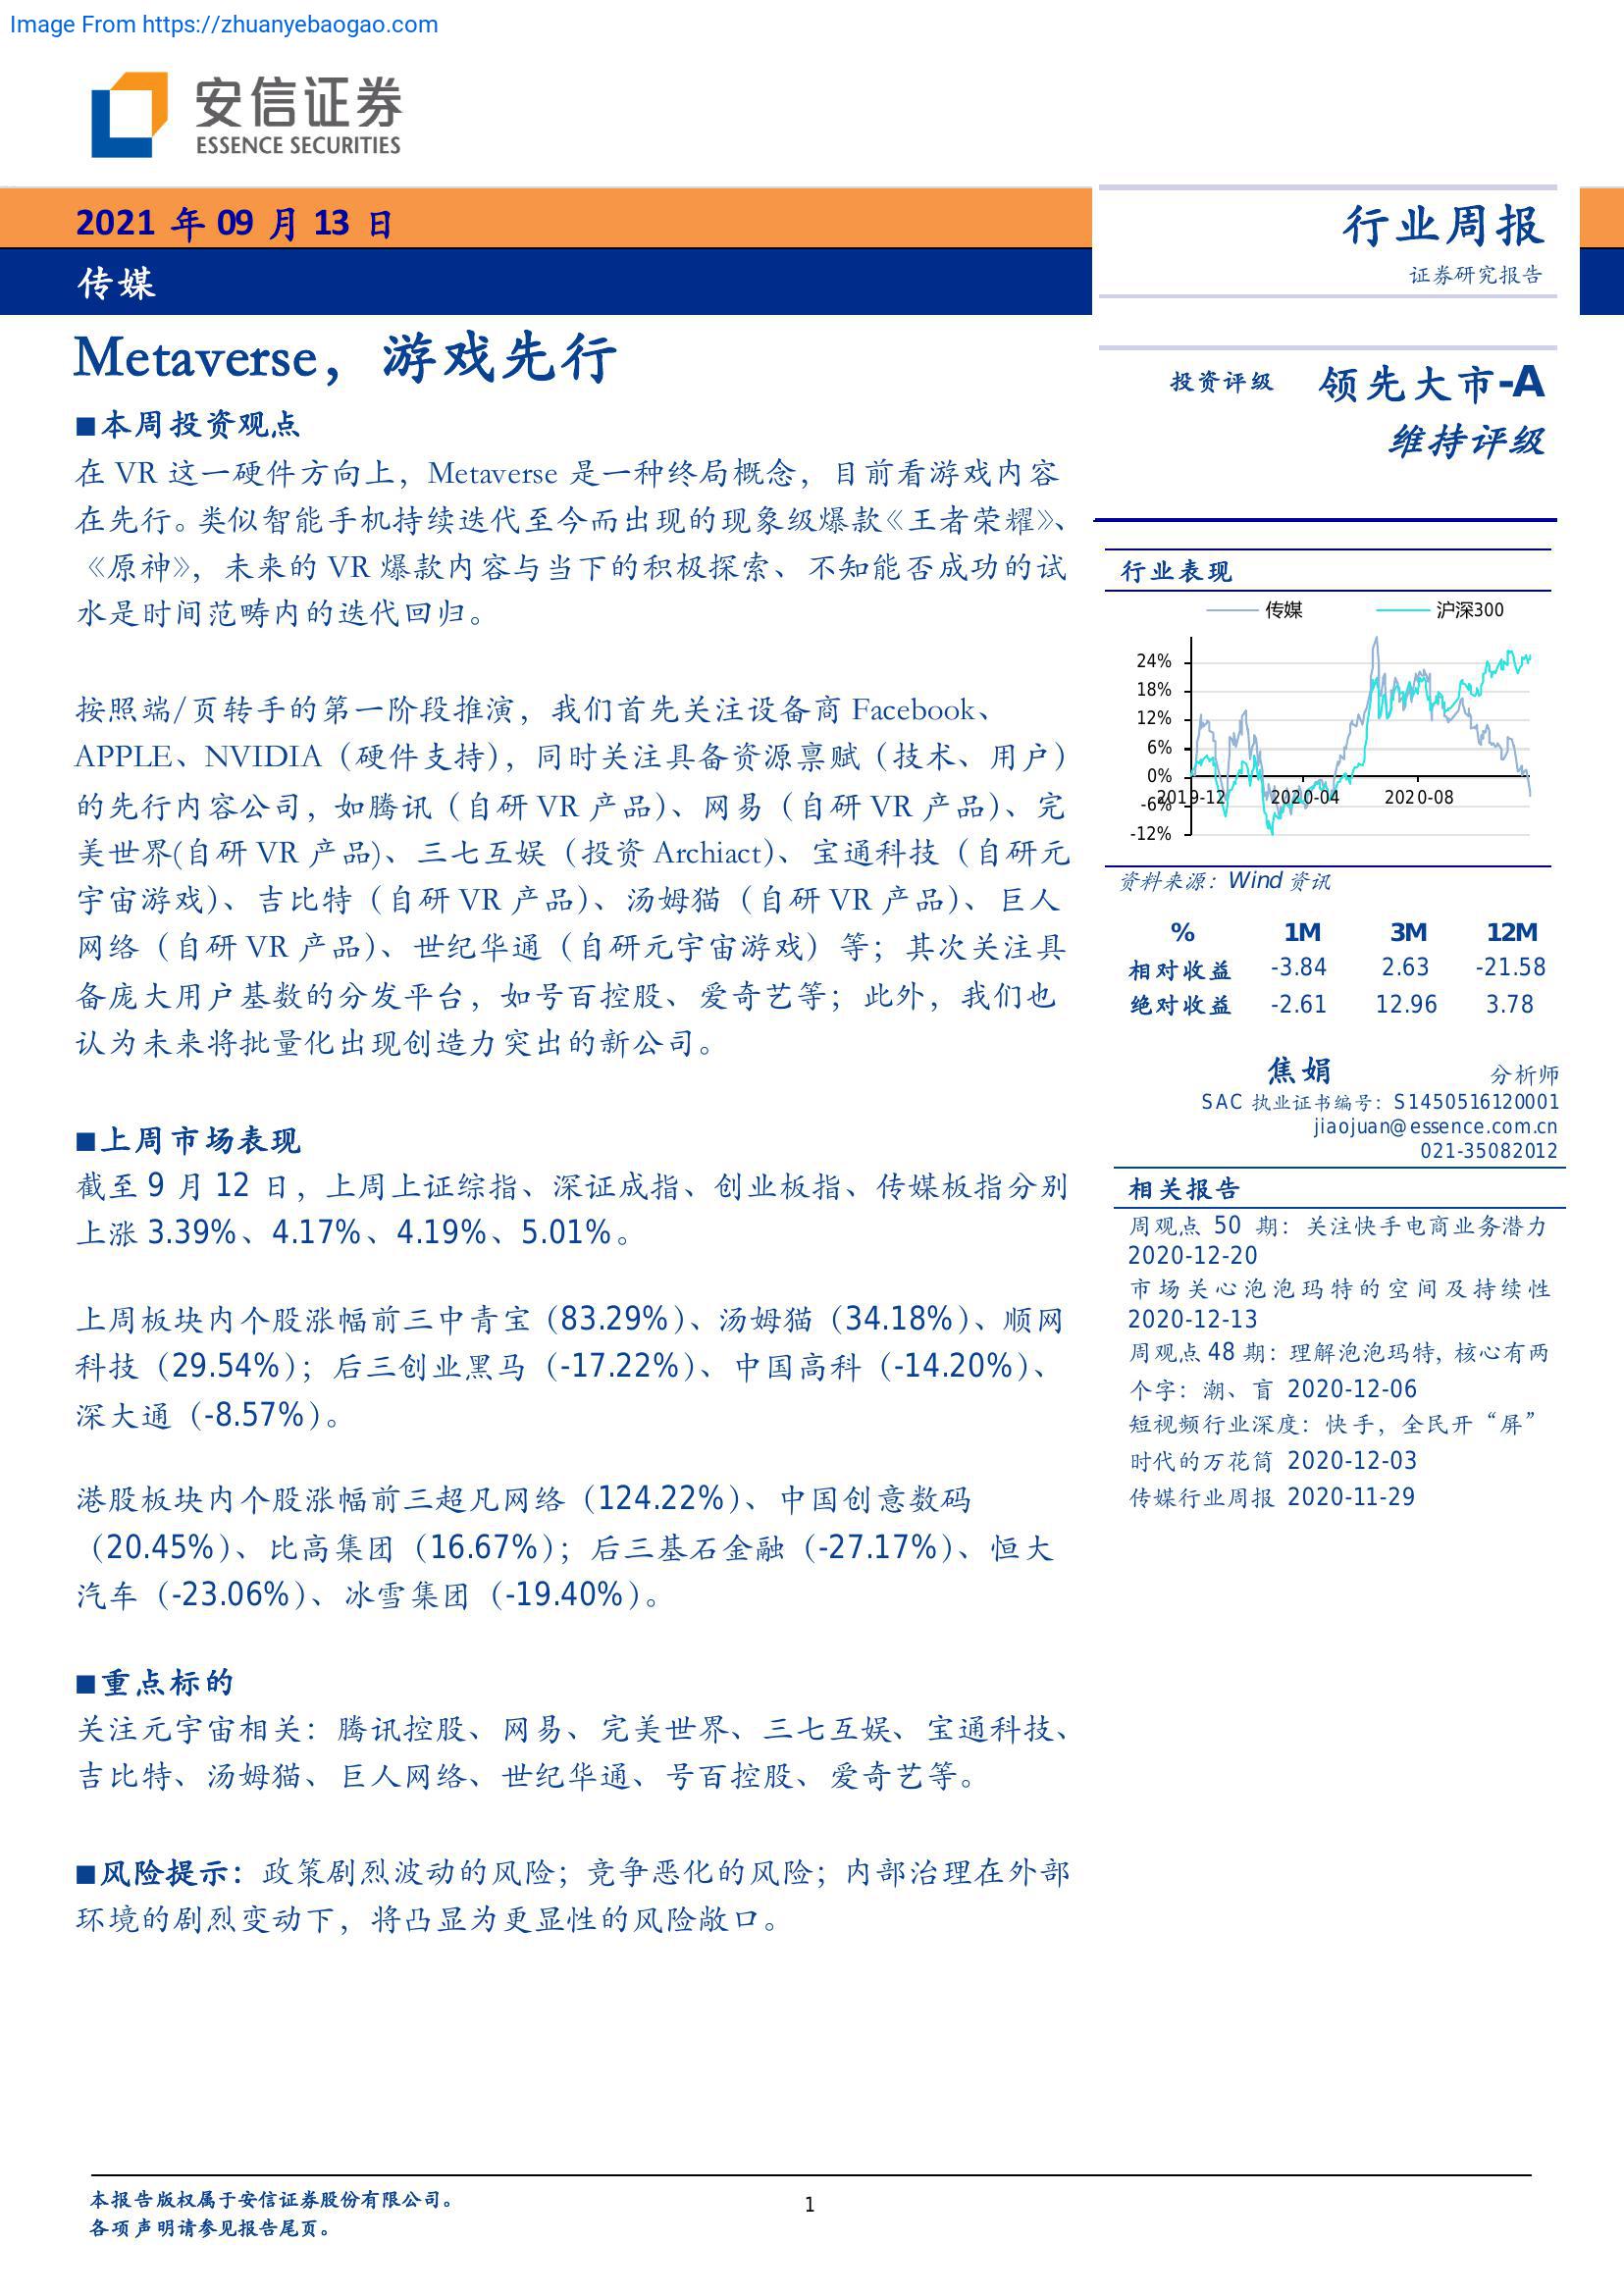 Image From https://zhuanyebaogao.com
安信证券
ESSENCE SECURITIES
2021 年 09 月 13 日
传媒
Metaverse，游戏先行
■本周投资观点
在 VR 这一硬件方向上，Metaverse 是一种终局概念，目前看游戏内容
在先行。类似智能手机持续迭代至今而出现的现象级爆款《王者荣耀》、
《原神》，未来的 VR 爆款内容与当下的积极探索、不知能否成功的试
水是时间范畴内的迭代回归。
按照端/页转手的第一阶段推演，我们首先关注设备商 Facebook、
APPLE、NVIDIA（硬件支持），同时关注具备资源禀赋（技术、用户）
的先行内容公司，如腾讯（自研 VR 产品）、网易（自研 VR 产品）、完
美世界(自研 VR 产品)、三七互娱（投资 Archiact）、宝通科技（自研元
宇宙游戏）、吉比特（自研 VR 产品）、汤姆猫（自研 VR 产品）、巨人
网络（自研 VR 产品）、世纪华通（自研元宇宙游戏）等；其次关注具
备庞大用户基数的分发平台，如号百控股、爱奇艺等；此外，我们也
认为未来将批量化出现创造力突出的新公司。
■上周市场表现
截至 9 月 12 日，上周上证综指、深证成指、创业板指、传媒板指分别
上涨 3.39%、4.17%、4.19%、5.01%。
上周板块内个股涨幅前三中青宝（83.29%）、汤姆猫（34.18%）、顺网
科技（29.54%）；后三创业黑马（-17.22%）、中国高科（-14.20%）、
深大通（-8.57%）。
港股板块内个股涨幅前三超凡网络（124.22%）、中国创意数码
（20.45%）、比高集团（16.67%）；后三基石金融（-27.17%）、恒大
汽车（-23.06%）、冰雪集团（-19.40%）。
■重点标的
关注元宇宙相关：腾讯控股、网易、完美世界、三七互娱、宝通科技、
吉比特、汤姆猫、巨人网络、世纪华通、号百控股、爱奇艺等。
■风险提示：政策剧烈波动的风险；竞争恶化的风险；内部治理在外部
环境的剧烈变动下，将凸显为更显性的风险敞口。
行业周报
证券研究报告
投资评级 领先大市-A
维持评级
行业表现
传媒 沪深300
24%
18%
12%
6%
0%
-6%
-12%
2019-12 2020-04 2020-08
资料来源：Wind 资讯
% 1M 3M 12M
相对收益 -3.84 2.63 -21.58
绝对收益 -2.61 12.96 3.78
焦娟 分析师
SAC 执业证书编号：S1450516120001
jiaojuan@essence.com.cn
021-35082012
相关报告
周观点 50 期：关注快手电商业务潜力
2020-12-20
市场关心泡泡玛特的空间及持续性
2020-12-13
周观点 48 期：理解泡泡玛特，核心有两
个字：潮、盲 2020-12-06
短视频行业深度：快手，全民开“屏”
时代的万花筒 2020-12-03
传媒行业周报 2020-11-29
本报告版权属于安信证券股份有限公司。
各项声明请参见报告尾页。
1